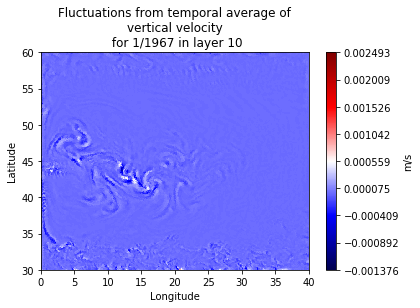 Fluctuations from temporal average of
vertical velocity
for 1/1967 in layer 10
60
55
50
45
40
35
30
Latitude
0 5 10 15 20 25 30 35 40
Longitude
0.002493
0.002009
0.001526
0.001042
0.000559
0.000075
−0.000409
−0.000892
−0.001376
m/s